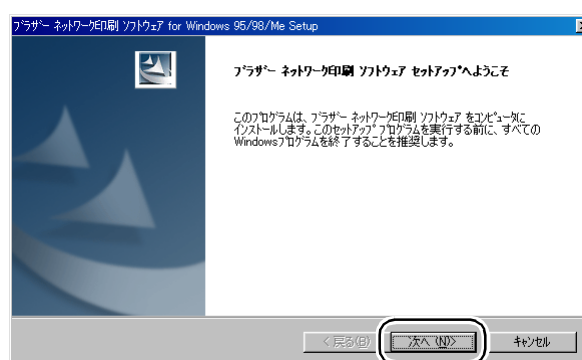 ブラザー ネットワーク印刷 ソフトウェア for Windows 95/98/Me Setup
ブラザー ネットワーク印刷 ソフトウェア セットアップへようこそ
このプログラムは、ブラザー ネットワーク印刷 ソフトウェア をコンピュータに
インストールします。このセットアップ プログラムを実行する前に、すべての
Windowsプログラムを終了することを推奨します。
< 戻る(B) 次へ (N)> キャンセル